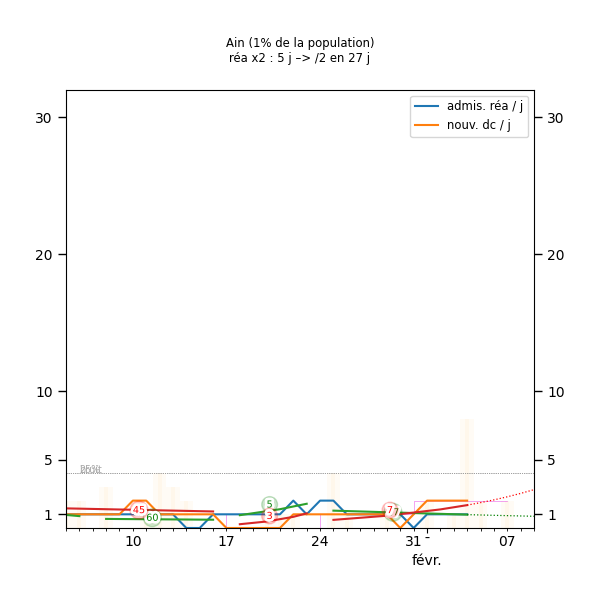 Ain (1% de la population)
réa x2 : 5 j –> /2 en 27 j
admis. réa / j
nouv. dc / j
30 30
20 20
10 10
5 5
1 1
45
60
5
3
7
10 17 24 31 07
févr.